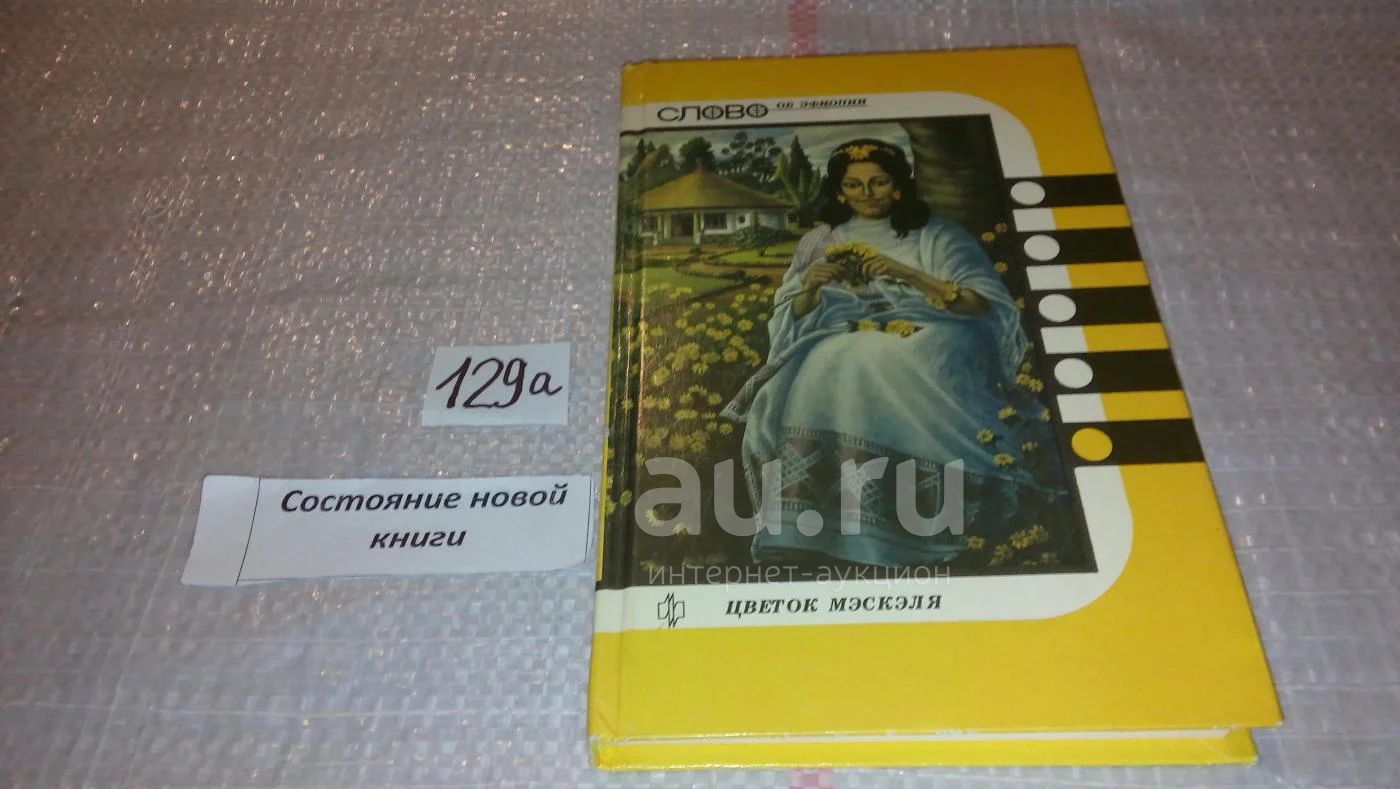 СЛОВО ОБ ЭФИОПИИ
129а
Состояние новой
книги
au.ru
интернет-аукцион
ЦВЕТОК МЭСКЭЛЯ